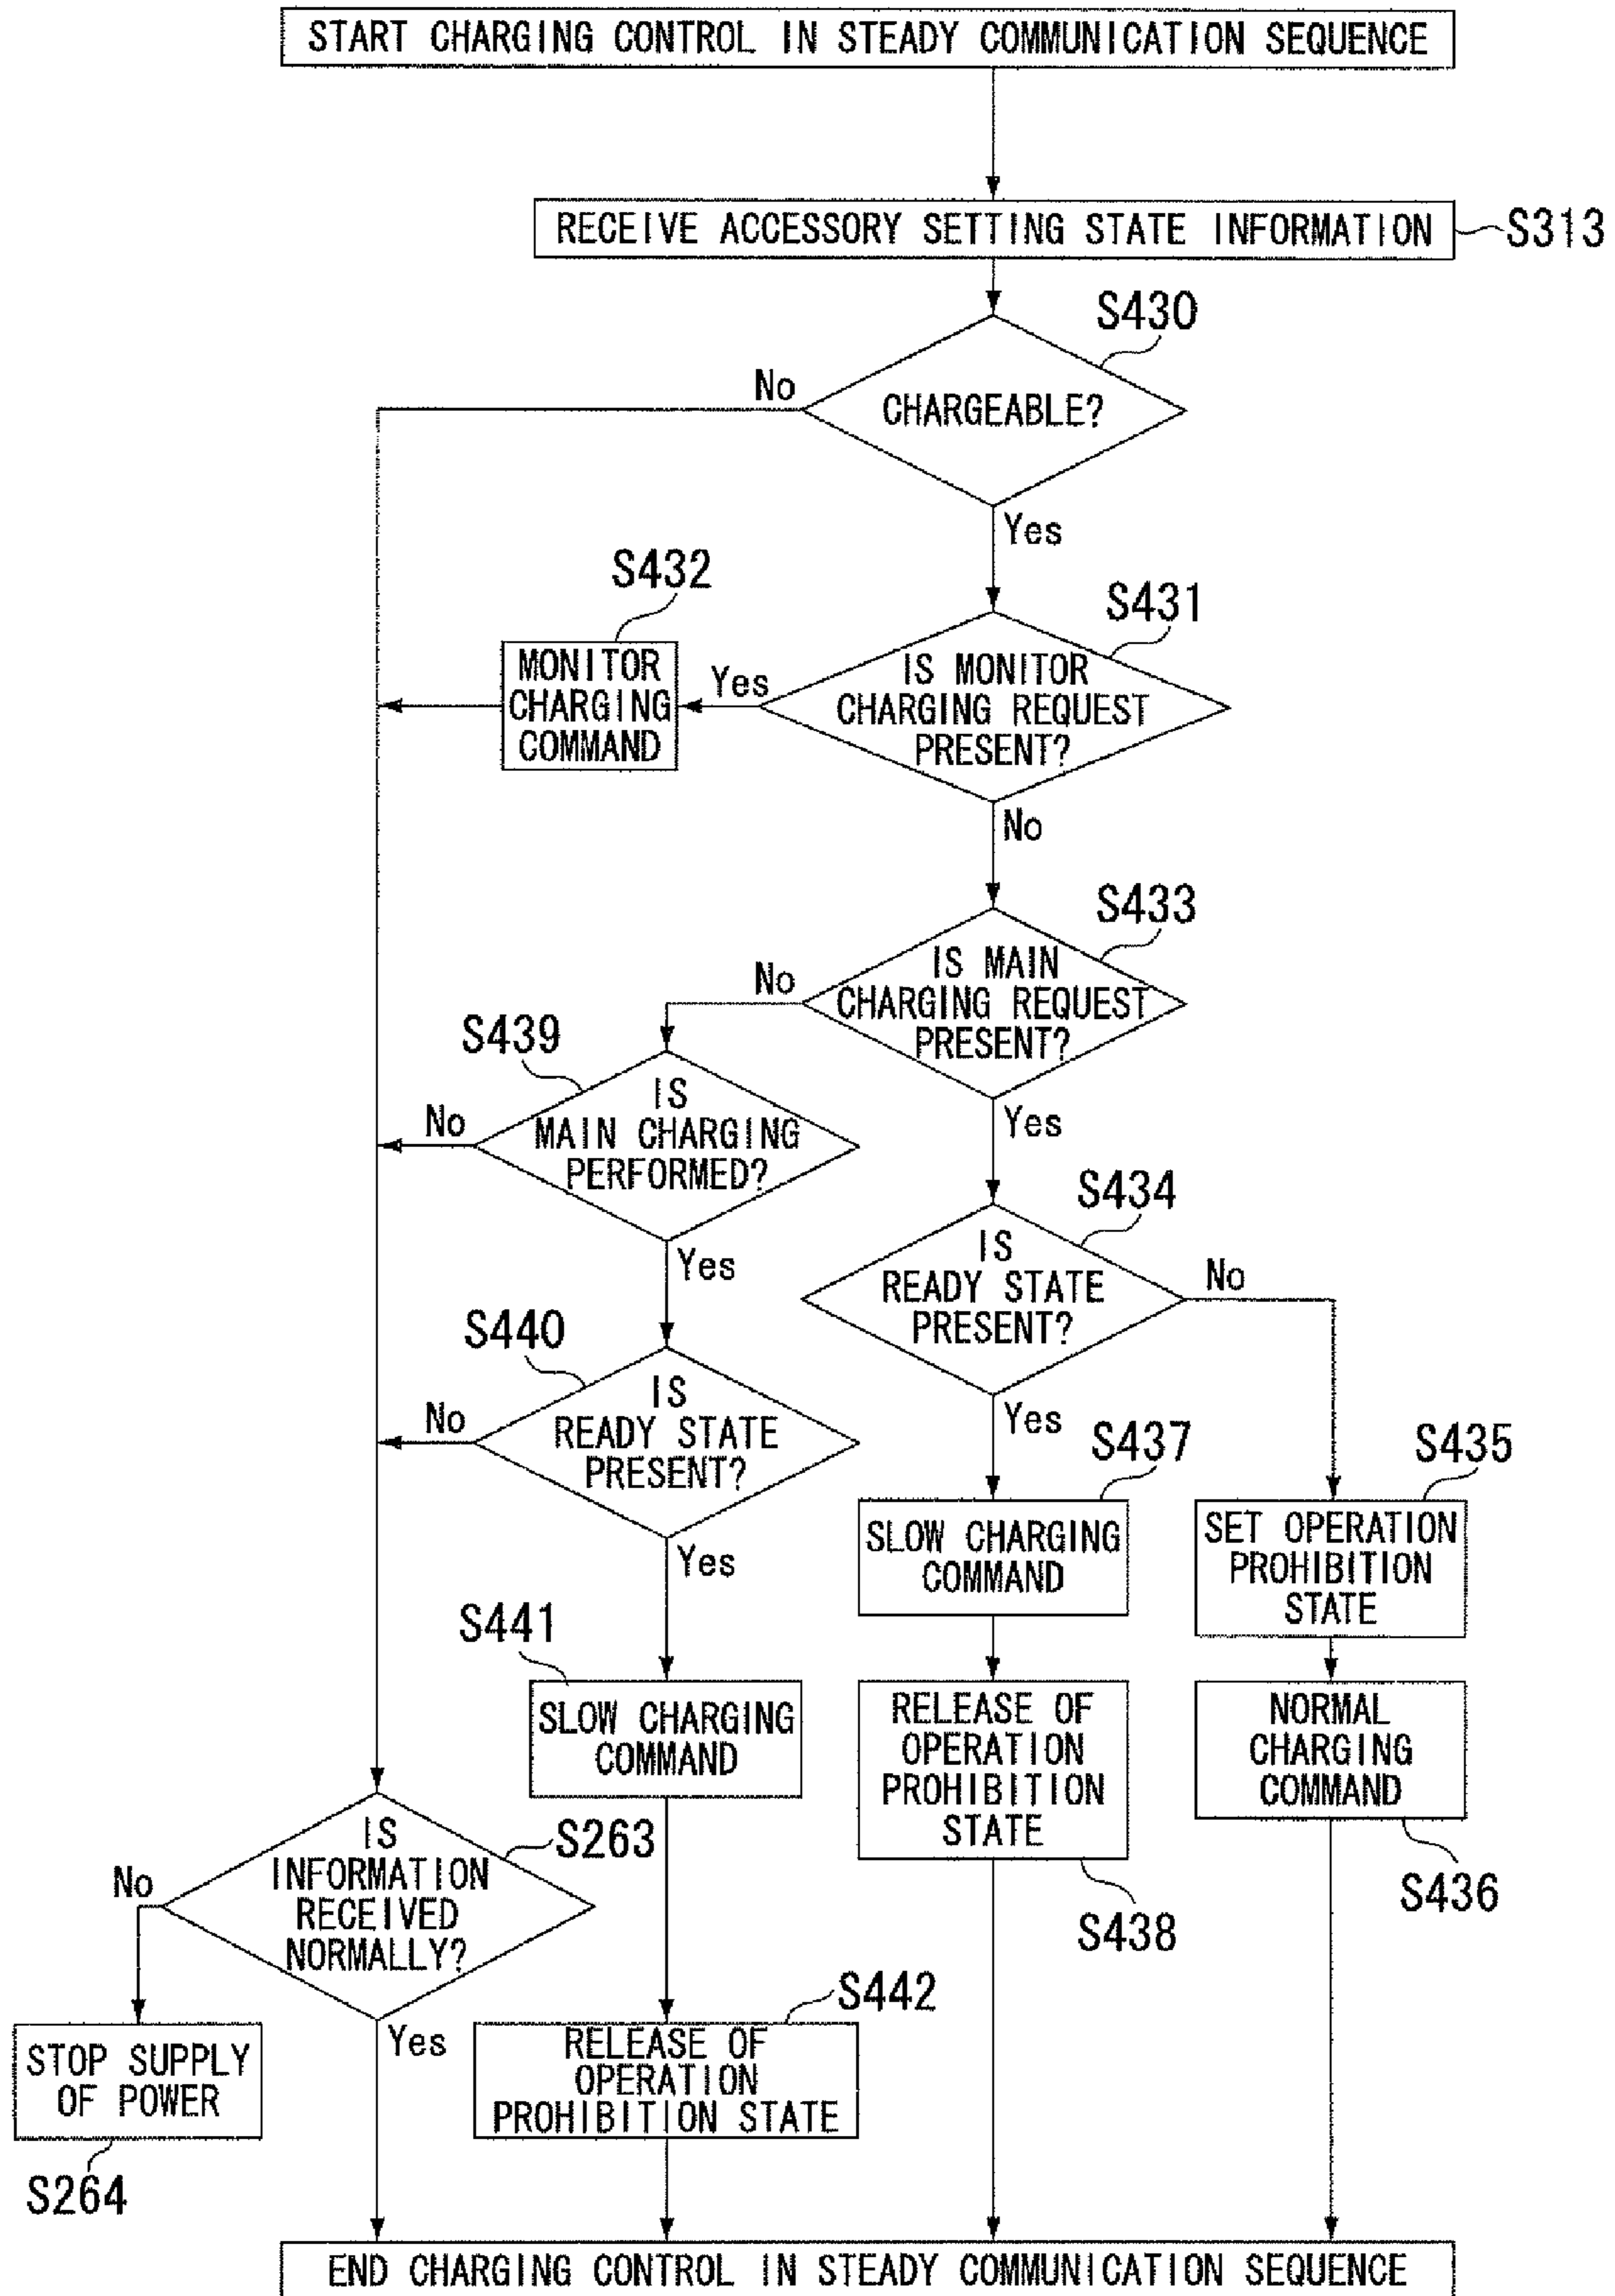 START CHARGING CONTROL IN STEADY COMMUNICATION SEQUENCE
RECEIVE ACCESSORY SETTING STATE INFORMATION
S313
S430
No
CHARGEABLE?
Yes
S432
S431
MONITOR
CHARGING
COMMAND
Yes
IS MONITOR
CHARGING REQUEST
PRESENT?
No
S433
No
IS MAIN
CHARGING REQUEST
PRESENT?
S439
Yes
No
IS
MAIN CHARGING
PERFORMED?
S434
Yes
IS
READY STATE
PRESENT?
No
S440
No
IS
READY STATE
PRESENT?
Yes
S437
S435
SLOW CHARGING
COMMAND
SET OPERATION
PROHIBITION
STATE
Yes
S441
SLOW CHARGING
COMMAND
RELEASE OF
OPERATION
PROHIBITION
STATE
NORMAL
CHARGING
COMMAND
S263
No
IS
INFORMATION
RECEIVED
NORMALLY?
S436
S438
S442
Yes
STOP SUPPLY
OF POWER
RELEASE OF
OPERATION
PROHIBITION STATE
S264
END CHARGING CONTROL IN STEADY COMMUNICATION SEQUENCE